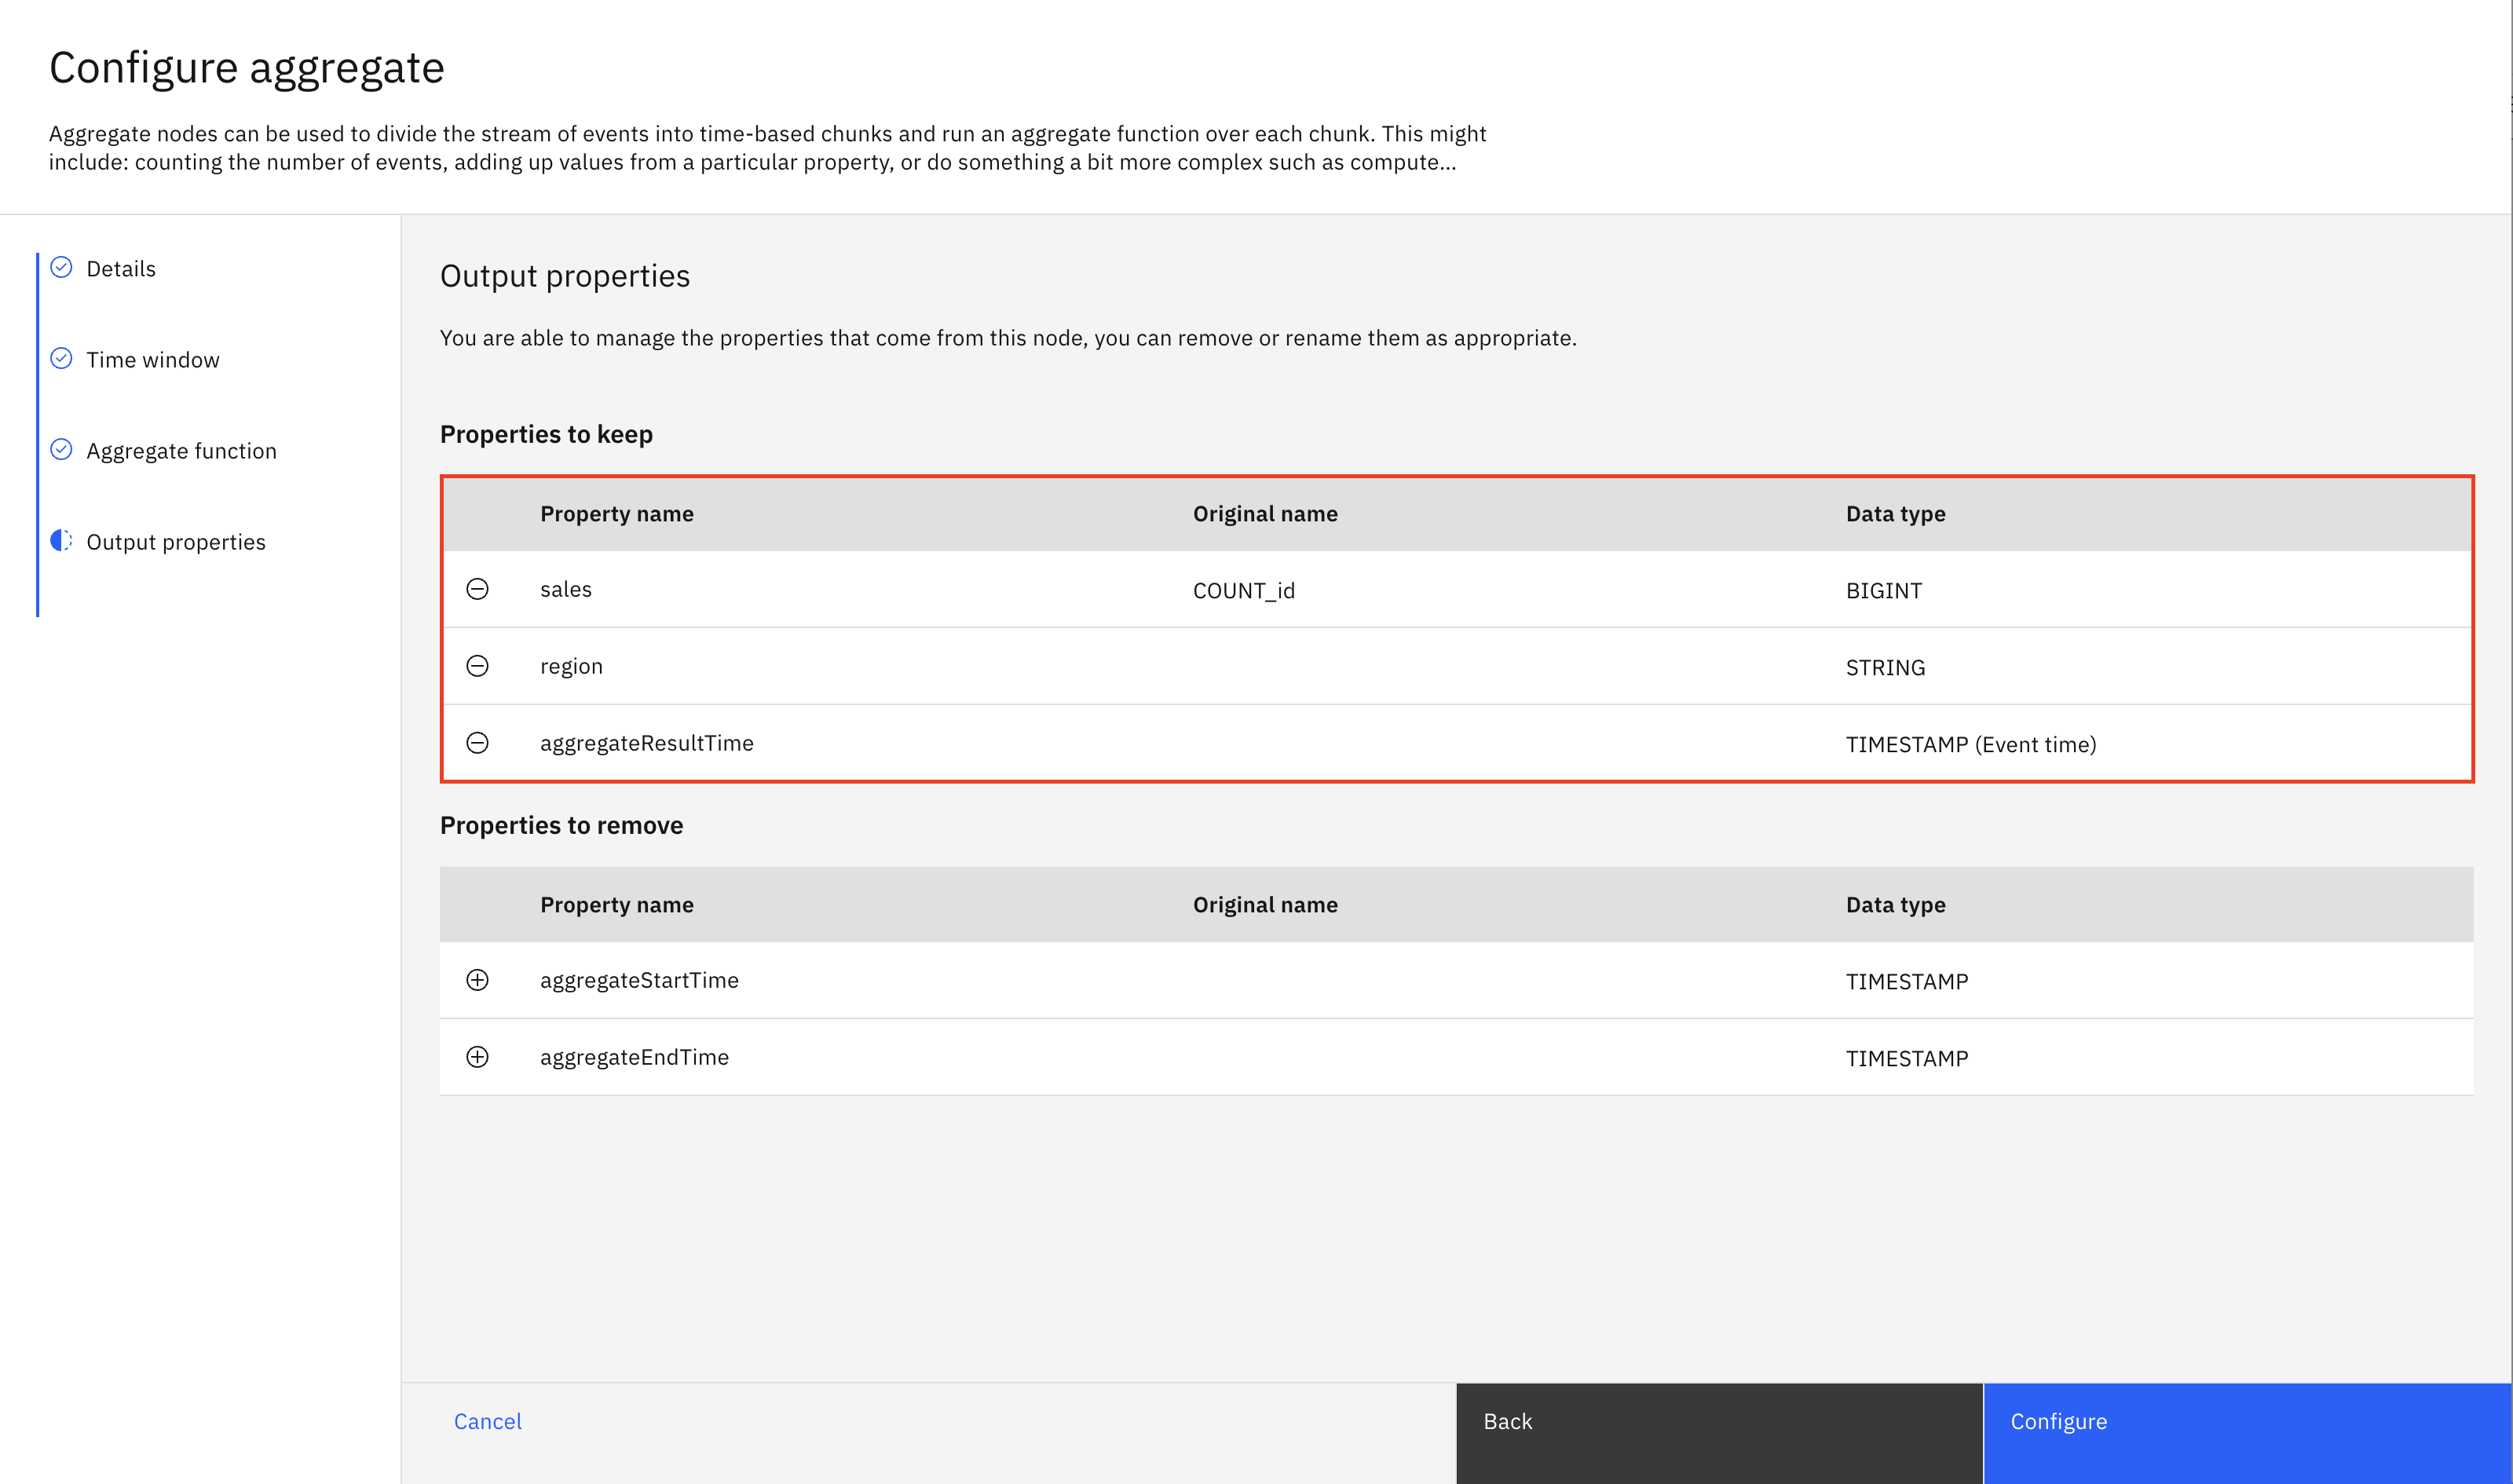 Configure aggregate
Aggregate nodes can be used to divide the stream of events into time-based chunks and run an aggregate function over each chunk. This might
include: counting the number of events, adding up values from a particular property, or do something a bit more complex such as compute...
Details
Time window
Aggregate function
Output properties
Output properties
You are able to manage the properties that come from this node, you can remove or rename them as appropriate.
Properties to keep
Property name Original name Data type
sales COUNT_id BIGINT
region STRING
aggregateResultTime TIMESTAMP (Event time)
Properties to remove
Property name Original name Data type
aggregateStartTime TIMESTAMP
aggregateEndTime TIMESTAMP
Cancel Back Configure